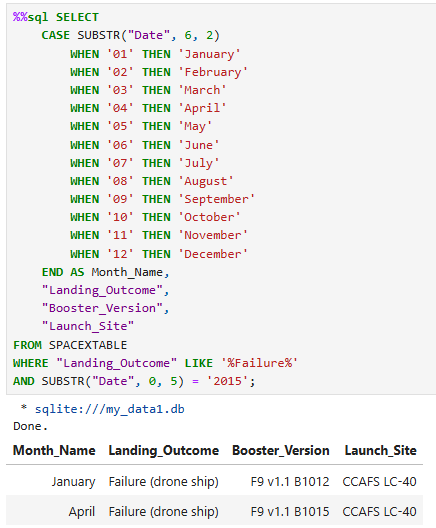 %%sql SELECT
CASE SUBSTR("Date", 6, 2)
WHEN '01' THEN 'January'
WHEN '02' THEN 'February'
WHEN '03' THEN 'March'
WHEN '04' THEN 'April'
WHEN '05' THEN 'May'
WHEN '06' THEN 'June'
WHEN '07' THEN 'July'
WHEN '08' THEN 'August'
WHEN '09' THEN 'September'
WHEN '10' THEN 'October'
WHEN '11' THEN 'November'
WHEN '12' THEN 'December'
END AS Month_Name,
"Landing_Outcome",
"Booster_Version",
"Launch_Site"
FROM SPACEXTABLE
WHERE "Landing_Outcome" LIKE '%Failure%'
AND SUBSTR("Date", 0, 5) = '2015';
* sqlite:///my_data1.db
Done.
Month_Name Landing_Outcome Booster_Version Launch_Site
January Failure (drone ship) F9 v1.1 B1012 CCAFS LC-40
April Failure (drone ship) F9 v1.1 B1015 CCAFS LC-40